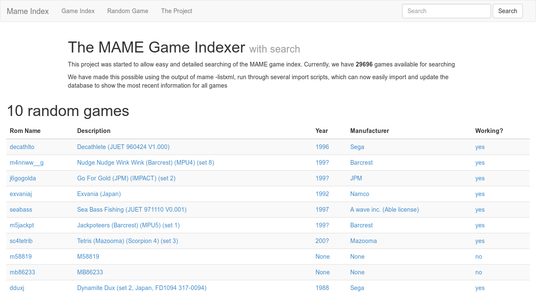 Mame Index Game Index Random Game The Project Search Search
The MAME Game Indexer with search
This project was started to allow easy and detailed searching of the MAME game index. Currently, we have 29696 games available for searching
We have made this possible using the output of mame -listxml, run through several import scripts, which can now easily import and update the
database to show the most recent information for all games
10 random games
Rom Name Description Year Manufacturer Working?
decathlto Decathlete (JUET 960424 V1.000) 1996 Sega yes
m4nnww__g Nudge Nudge Wink Wink (Barcrest) (MPU4) (set 8) 199? Barcrest yes
j6gogolda Go For Gold (JPM) (IMPACT) (set 2) 199? JPM yes
exvaniaj Exvania (Japan) 1992 Namco yes
seabass Sea Bass Fishing (JUET 971110 V0.001) 1997 A wave inc. (Able license) yes
m5jackpt Jackpoteers (Barcrest) (MPU5) (set 1) 199? Barcrest yes
sc4tetrib Tetris (Mazooma) (Scorpion 4) (set 3) 200? Mazooma yes
m58819 M58819 None None no
mb86233 MB86233 None None no
dduxj Dynamite Dux (set 2, Japan, FD1094 317-0094) 1988 Sega yes